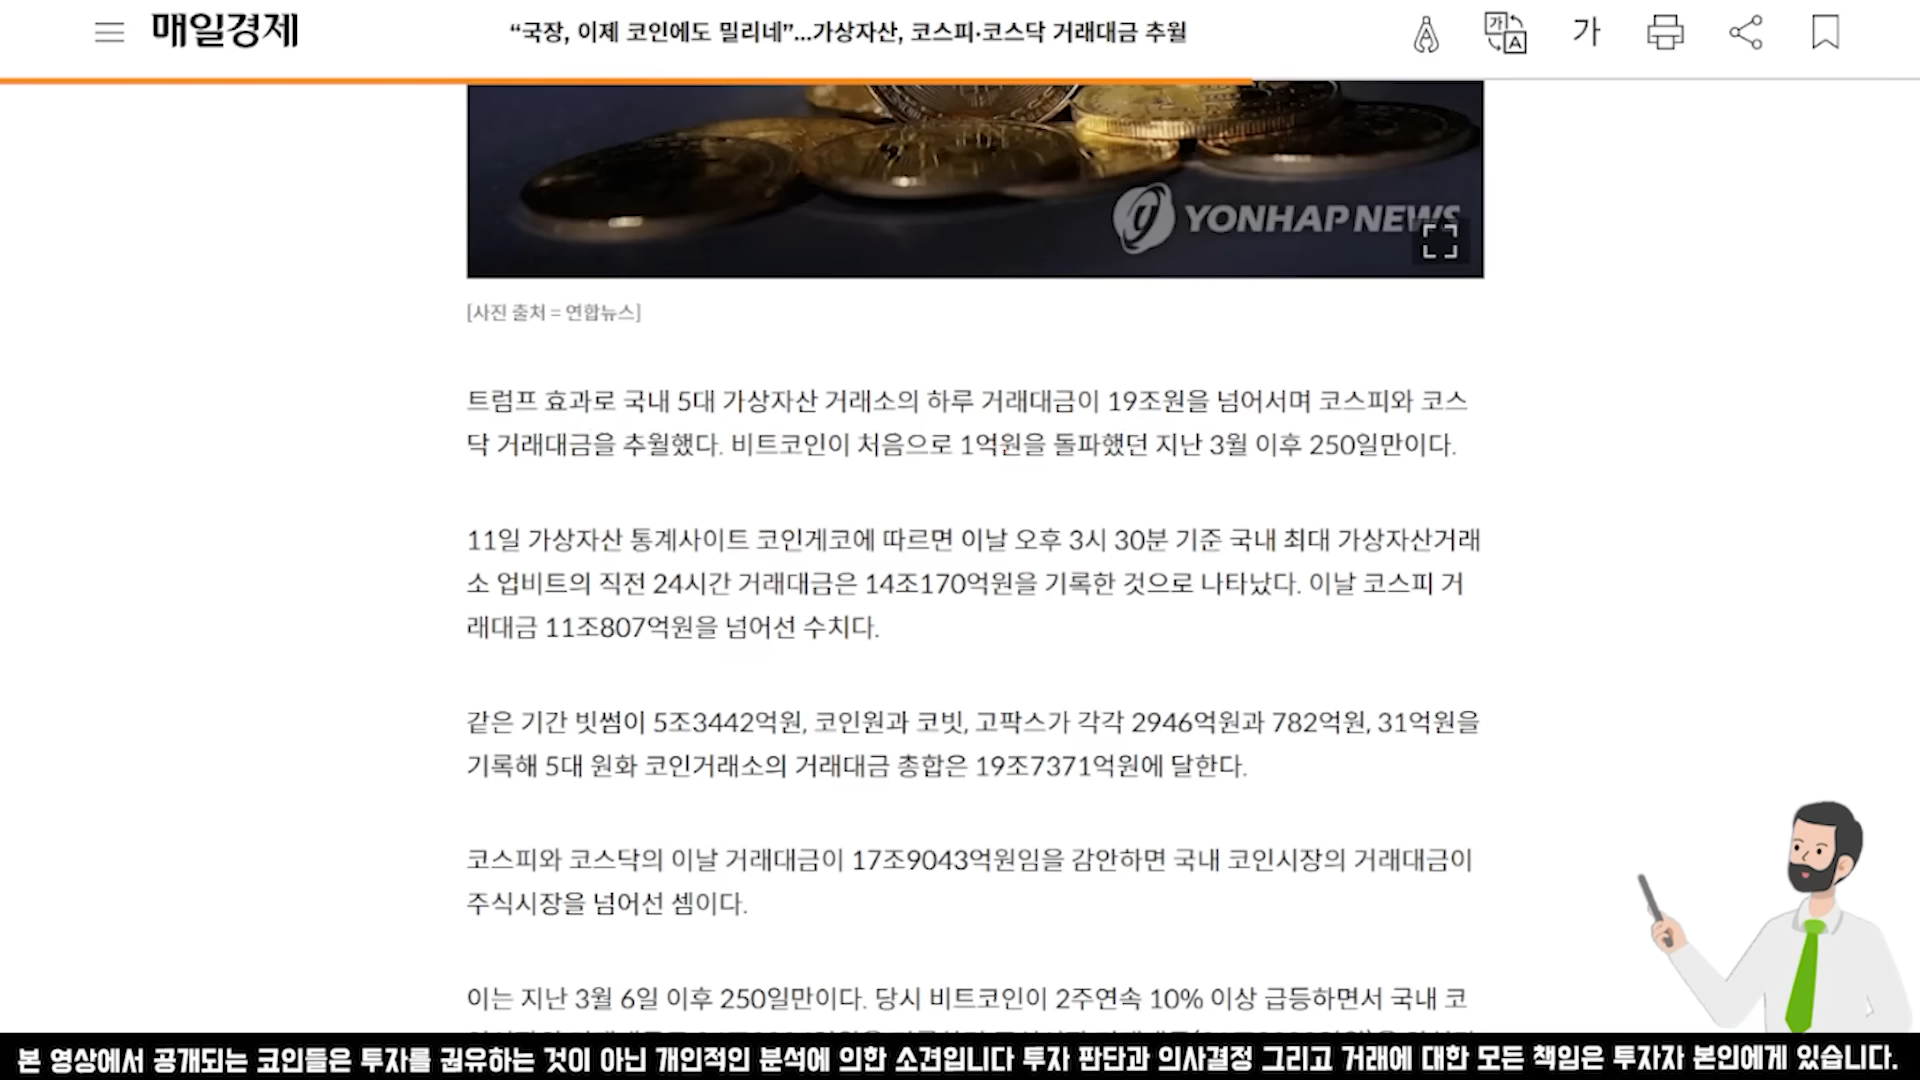 매일경제
“국장, 이제 코인에도 밀리네”...가상자산, 코스피·코스닥 거래대금 추월
가
A
가
YONHAP NEWS
[사진 출처 = 연합뉴스]
트럼프 효과로 국내 5대 가상자산 거래소의 하루 거래대금이 19조원을 넘어서며 코스피와 코스
닥 거래대금을 추월했다. 비트코인이 처음으로 1억원을 돌파했던 지난 3월 이후 250일만이다.
11일 가상자산 통계사이트 코인게코에 따르면 이날 오후 3시 30분 기준 국내 최대 가상자산거래
소 업비트의 직전 24시간 거래대금은 14조170억원을 기록한 것으로 나타났다. 이날 코스피 거
래대금 11조807억원을 넘어선 수치다.
같은 기간 빗썸이 5조3442억원, 코인원과 코빗, 고팍스가 각각 2946억원과 782억원, 31억원을
기록해 5대 원화 코인거래소의 거래대금 총합은 19조7371억원에 달한다.
코스피와 코스닥의 이날 거래대금이 17조9043억원임을 감안하면 국내 코인시장의 거래대금이
주식시장을 넘어선 셈이다.
이는 지난 3월 6일 이후 250일만이다. 당시 비트코인이 2주연속 10% 이상 급등하면서 국내 코
본 영상에서 공개되는 코인들은 투자를 권유하는 것이 아닌 개인적인 분석에 의한 소견입니다 투자 판단과 의사결정 그리고 거래에 대한 모든 책임은 투자자 본인에게 있습니다.